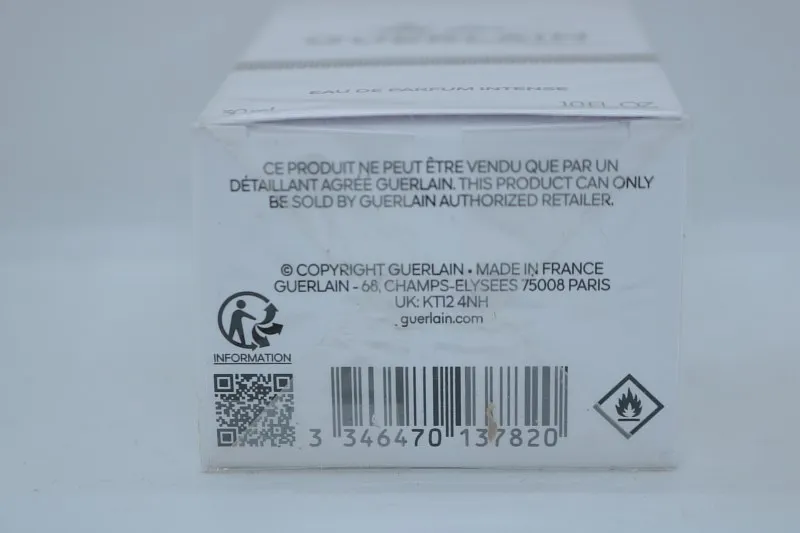 GUERLAIN
EAU DE PARFUM INTENSE
CE PRODUIT NE PEUT ÊTRE VENDU QUE PAR UN
DÉTAILLANT AGRÉÉ GUERLAIN. THIS PRODUCT CAN ONLY
BE SOLD BY GUERLAIN AUTHORIZED RETAILER.
© COPYRIGHT GUERLAIN • MADE IN FRANCE
GUERLAIN - 68, CHAMPS-ELYSEES 75008 PARIS
UK: KT12 4NH
guerlain.com
INFORMATION
3 346470 137820